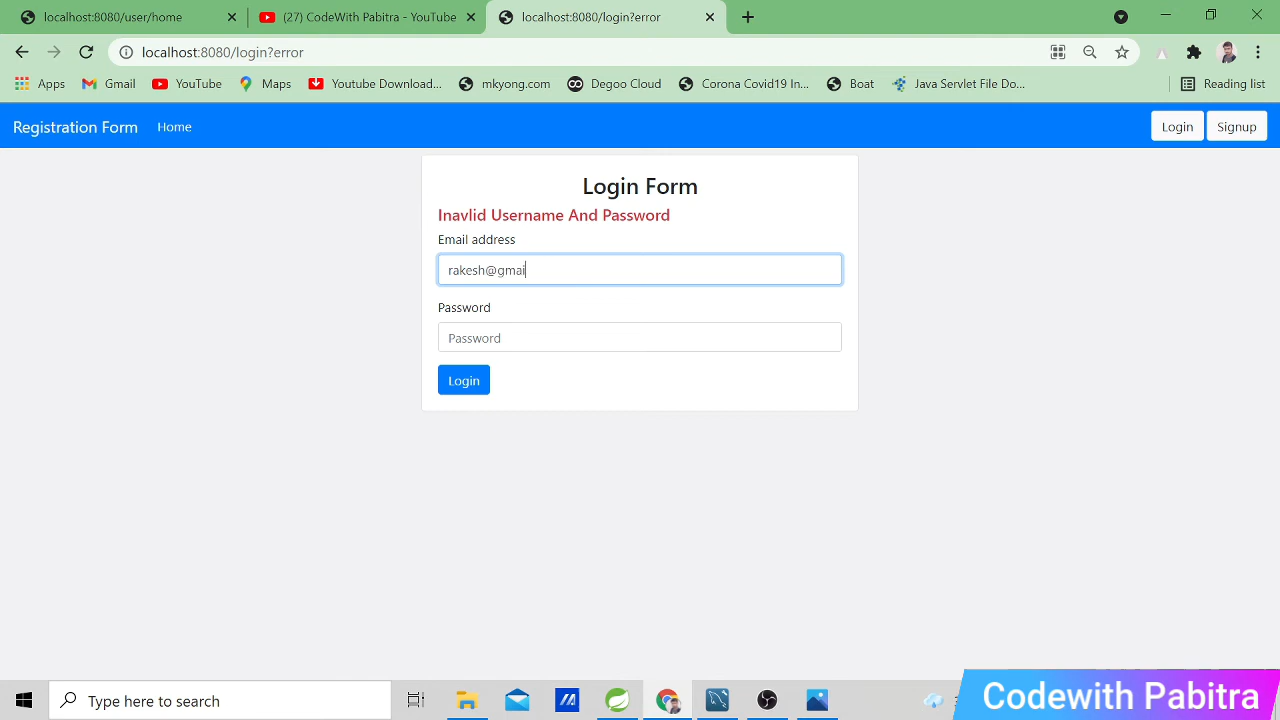 localhost:8080/user/home
(27) CodeWith Pabitra - YouTube
localhost:8080/login?error
localhost:8080/login?error
Apps
Gmail
YouTube
Maps
Youtube Download...
mkyong.com
Degoo Cloud
Corona Covid19 In...
Boat
Java Servlet File Do...
Reading list
Registration Form
Home
Login
Signup
Login Form
Inavlid Username And Password
Email address
rakesh@gmai
Password
Password
Login
Type here to search
Codewith Pabitra